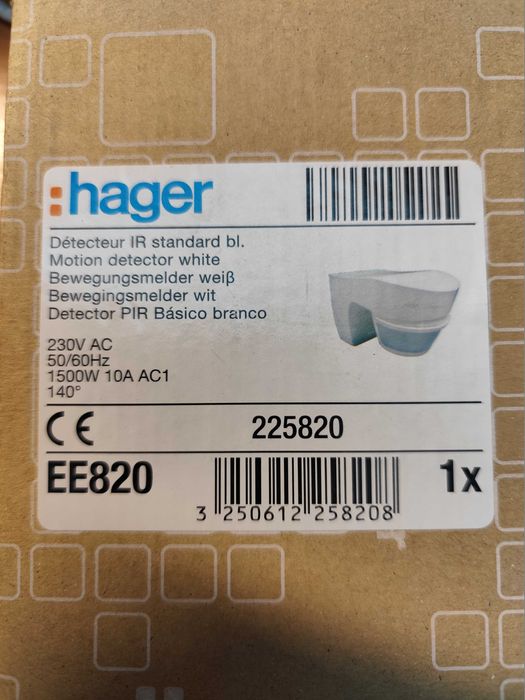 :hager
Détecteur IR standard bl.
Motion detector white
Bewegungsmelder weiß
Bewegingsmelder wit
Detector PIR Básico branco
230V AC
50/60Hz
1500W 10A AC1
140°
CE
225820
EE820
1x
3 250612 258208